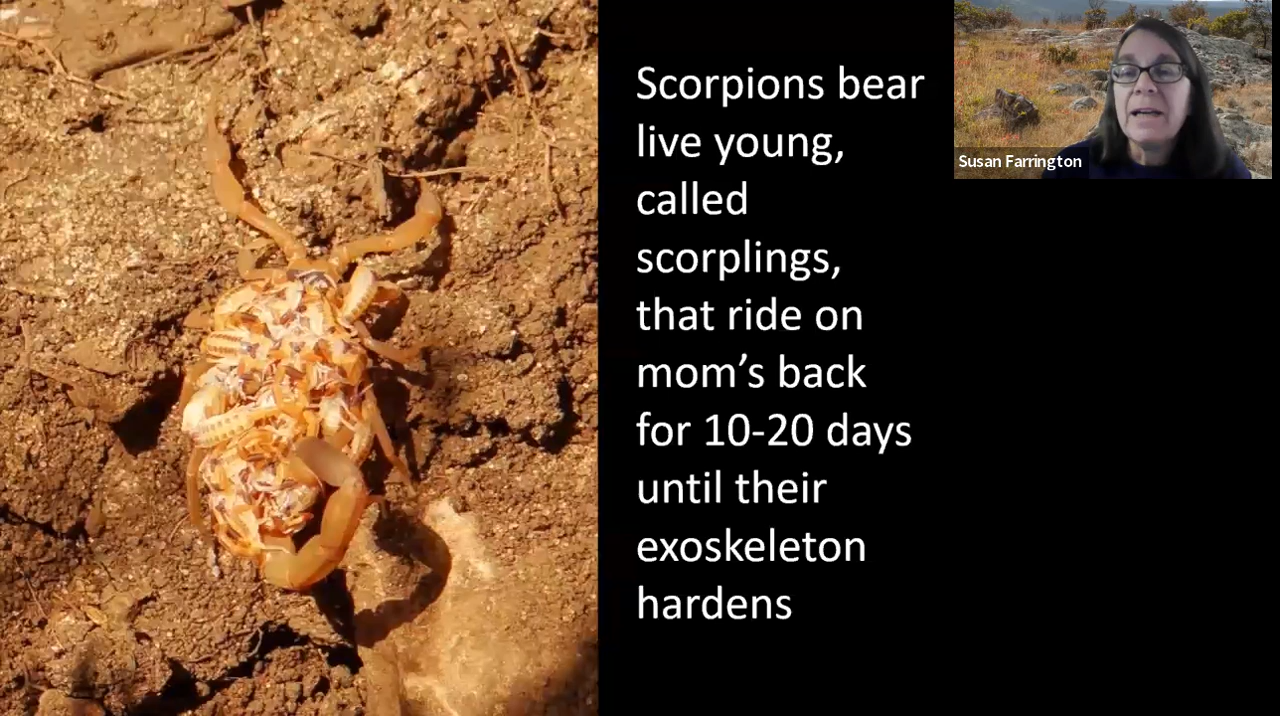 Scorpions bear
live young,
called
scorplings,
that ride on
mom’s back
for 10-20 days
until their
exoskeleton
hardens
Susan Farrington